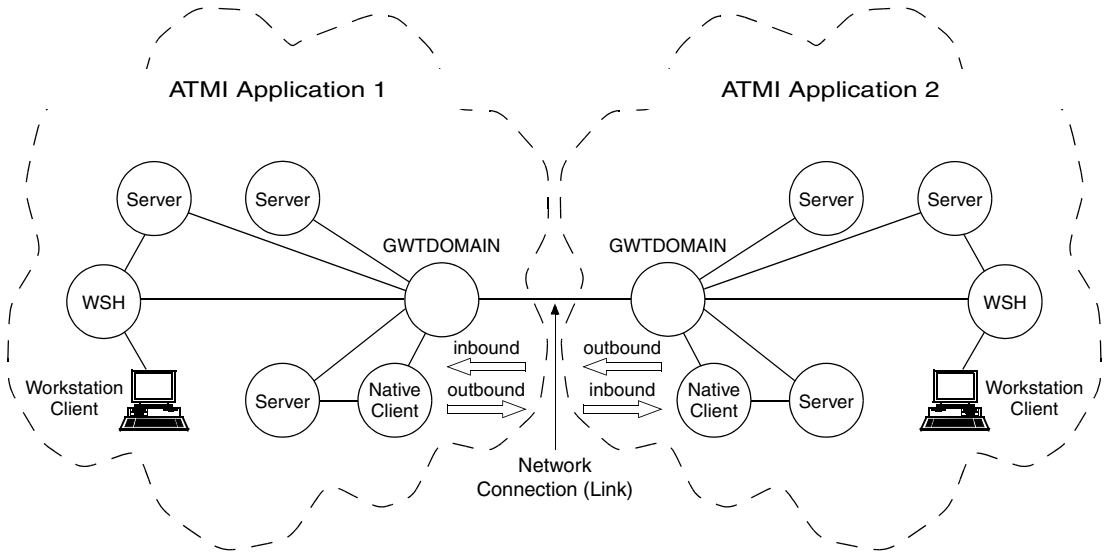 ATMI Application 1
ATMI Application 2
Server
Server
Server
Server
GWTDOMAIN
GWTDOMAIN
WSH
WSH
inbound
outbound
outbound
inbound
Workstation
Client
Server
Native
Client
Native
Client
Server
Workstation
Client
Network
Connection (Link)